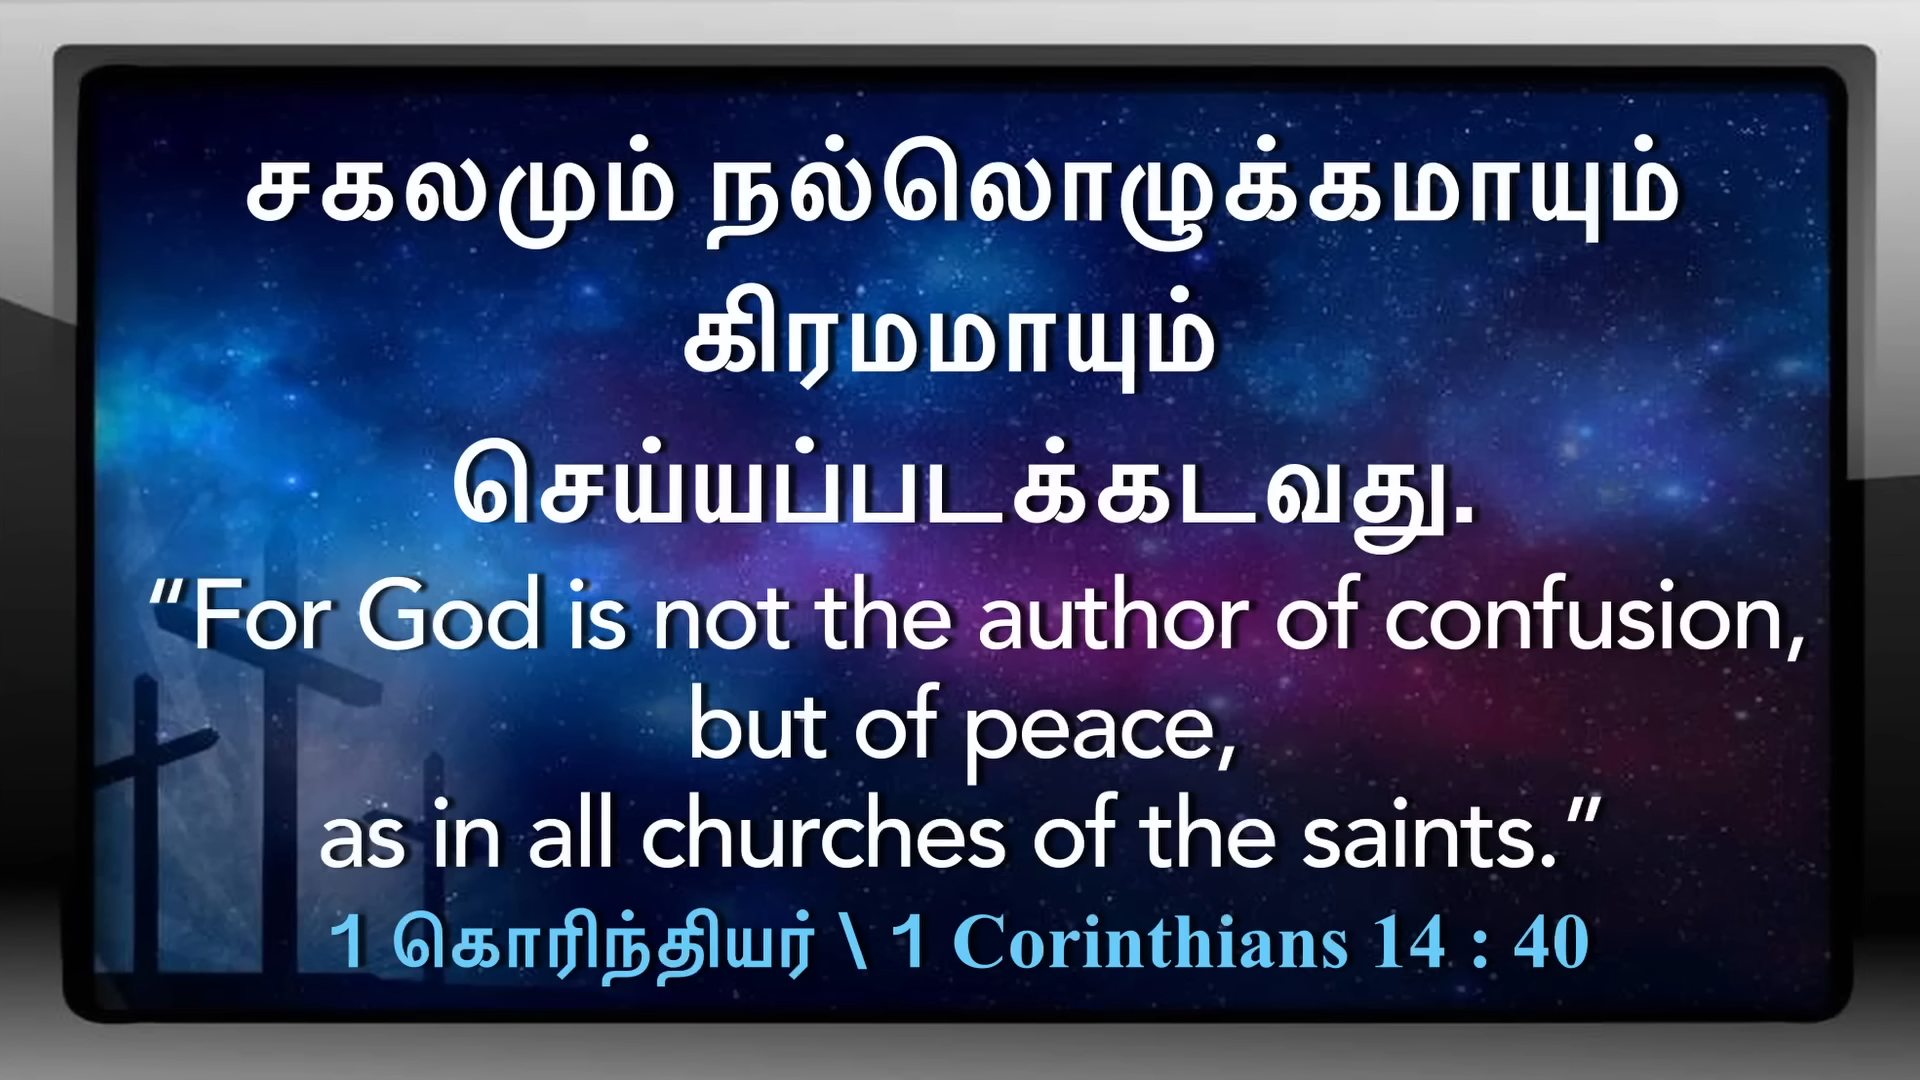 சகலமும் நல்லொழுக்கமாயும்
கிரமமாயும்
செய்யப்படக்கடவது.
“For God is not the author of confusion,
but of peace,
as in all churches of the saints.”
1 கொரிந்தியர் \ 1 Corinthians 14 : 40